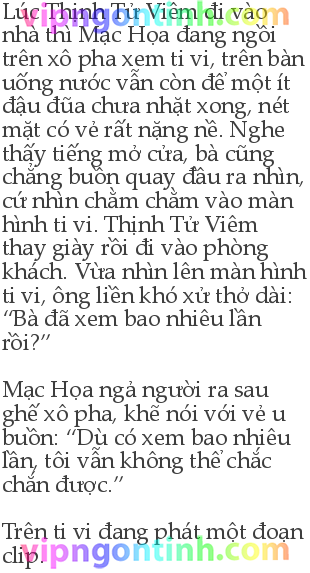 Lúc Thịnh Tử Viêm đi vào
nhà thì Mạc Họa đang ngồi
trên xô pha xem ti vi, trên bàn
uống nước vẫn còn để một ít
đậu đũa chưa nhặt xong, nét
mặt có vẻ rất nặng nề. Nghe
thấy tiếng mở cửa, bà cũng
chẳng buồn quay đầu ra nhìn,
cứ nhìn chằm chằm vào màn
hình ti vi. Thịnh Tử Viêm
thay giày rồi đi vào phòng
khách. Vừa nhìn lên màn hình
ti vi, ông liền khó xử thở dài:
“Bà đã xem bao nhiêu lần
rồi?”
Mạc Họa ngả người ra sau
ghế xô pha, khẽ nói với vẻ u
buồn: “Dù có xem bao nhiêu
lần, tôi vẫn không thể chắc
chắn được.”
Trên ti vi đang phát một đoạn
clip.
vipngontinh.com
vipngontinh.com